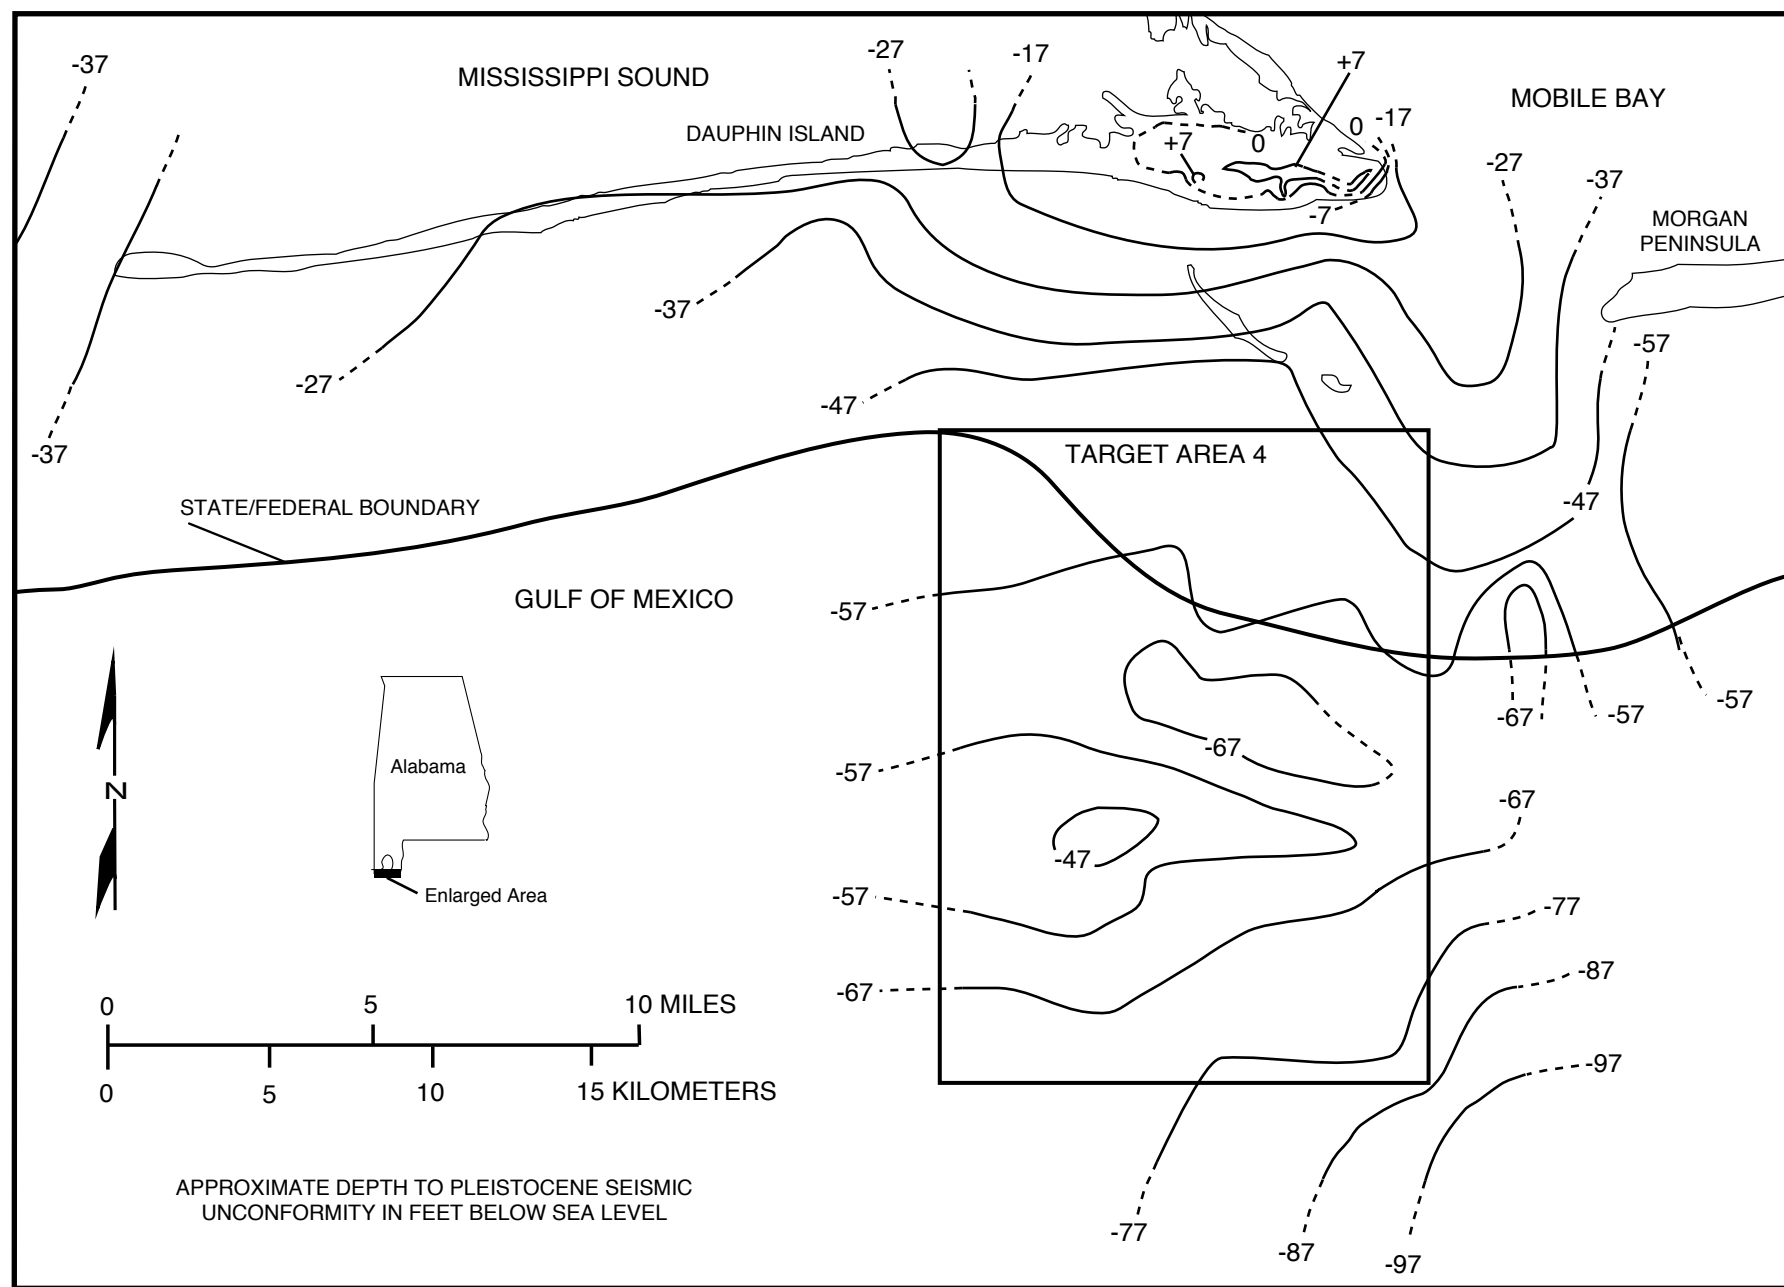 -37
MISSISSIPPI SOUND
-27
-17
+7
MOBILE BAY
DAUPHIN ISLAND
+7
0
0
-17
-27
-37
-7
MORGAN
PENINSULA
-37
-57
-27
-47
-37
TARGET AREA 4
STATE/FEDERAL BOUNDARY
-47
GULF OF MEXICO
-57
-57
-67
-57
-67
-57
Alabama
N
-67
-47
Enlarged Area
-57
-77
-87
-67
0
5
10 MILES
-97
0
5
10
15 KILOMETERS
APPROXIMATE DEPTH TO PLEISTOCENE SEISMIC
UNCONFORMITY IN FEET BELOW SEA LEVEL
-77
-87
-97